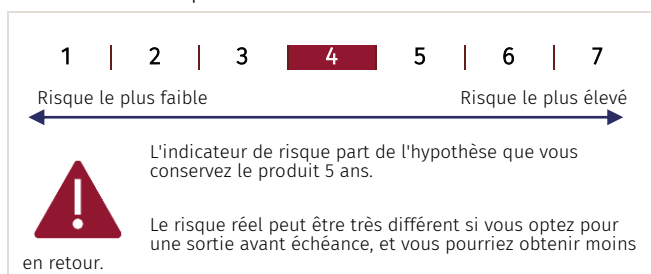 1 | 2 | 3 | 4 | 5 | 6 | 7
Risque le plus faible Risque le plus élevé
L'indicateur de risque part de l'hypothèse que vous
conservez le produit 5 ans.
Le risque réel peut être très différent si vous optez pour
une sortie avant échéance, et vous pourriez obtenir moins
en retour.